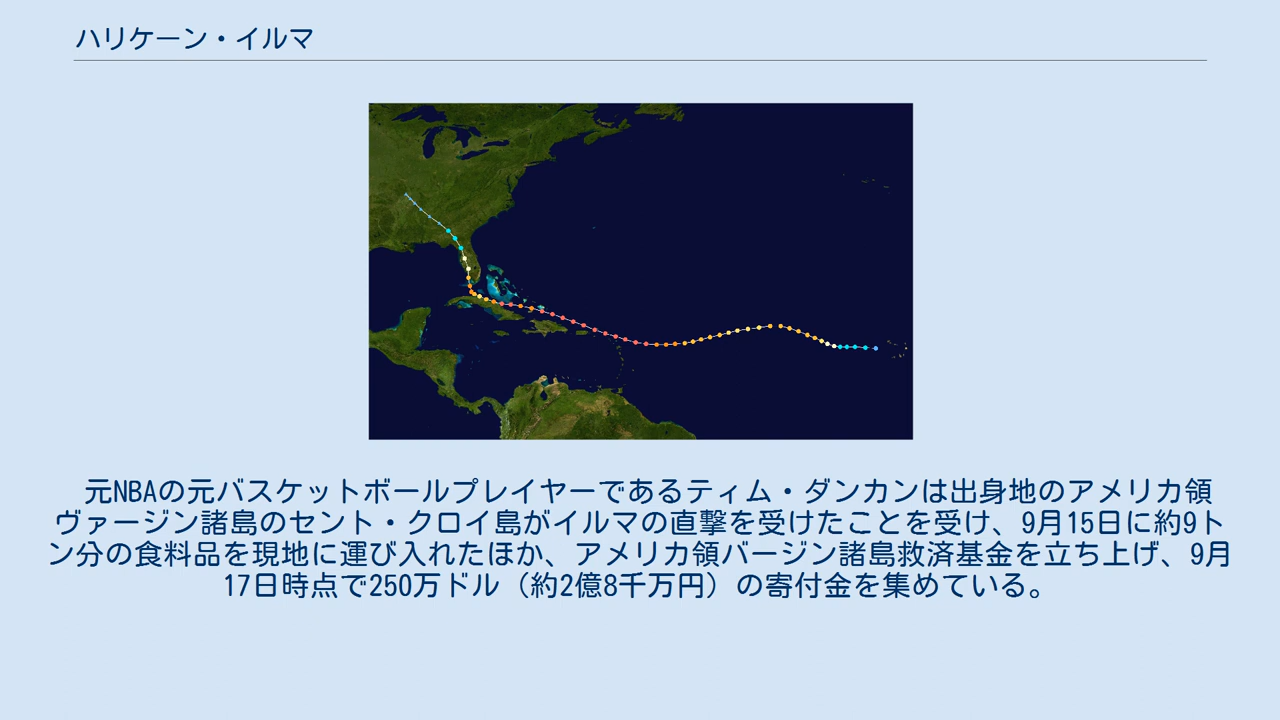 ハリケーン・イルマ
元NBAの元バスケットボールプレイヤーであるティム・ダンカンは出身地のアメリカ領
ヴァージン諸島のセント・クロイ島がイルマの直撃を受けたことを受け、9月15日に約9ト
ン分の食料品を現地に運び入れたほか、アメリカ領バージン諸島救済基金を立ち上げ、9月
17日時点で250万ドル（約2億8千万円）の寄付金を集めている。